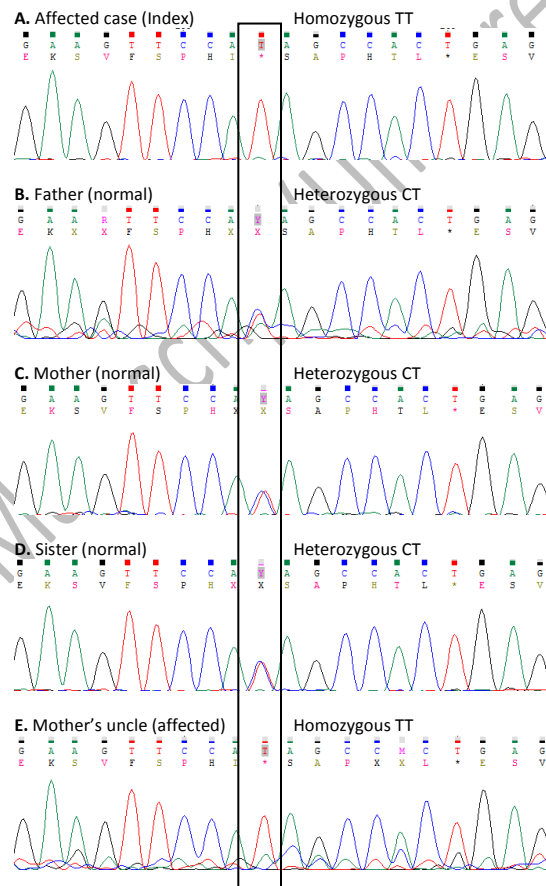 A. Affected case (Index) Homozygous TT
G A A G T T C C A T A G C C A C T G A G
E K S V F S P H I * S A P H T L * E S V
B. Father (normal) Heterozygous CT
G A A R T T C C A Y A G C C A C T G A G
E K X X F S P H X X S A P H T L * E S V
C. Mother (normal) Heterozygous CT
G A A G T T C C A Y A G C C A C T G A G
E K S V F S P H X X S A P H T L * E S V
D. Sister (normal) Heterozygous CT
G A A G T T C C A Y A G C C A C T G A G
E K S V F S P H X X S A P H T L * E S V
E. Mother's uncle (affected) Homozygous TT
G A A G T T C C A T A G C C M C T G A G
E K S V F S P H I * S A P X X L * E S V